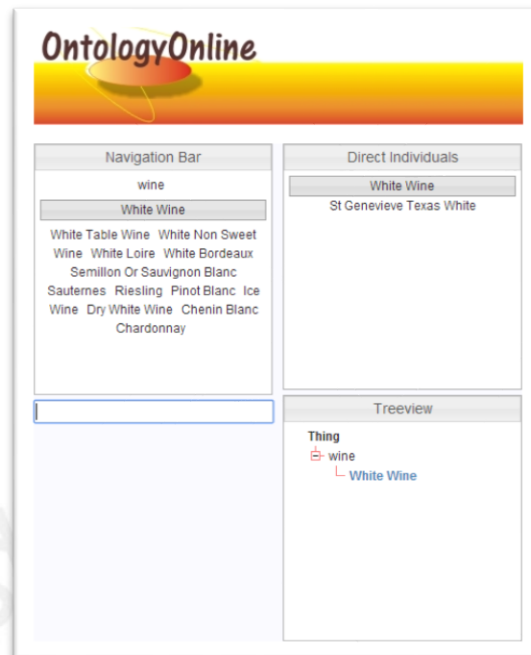 OntologyOnline
Navigation Bar
wine
White Wine
White Table Wine White Non Sweet
Wine White Loire White Bordeaux
Semillon Or Sauvignon Blanc
Sauternes Riesling Pinot Blanc Ice
Wine Dry White Wine Chenin Blanc
Chardonnay
Direct Individuals
White Wine
St Genevieve Texas White
Treeview
Thing
wine
White Wine